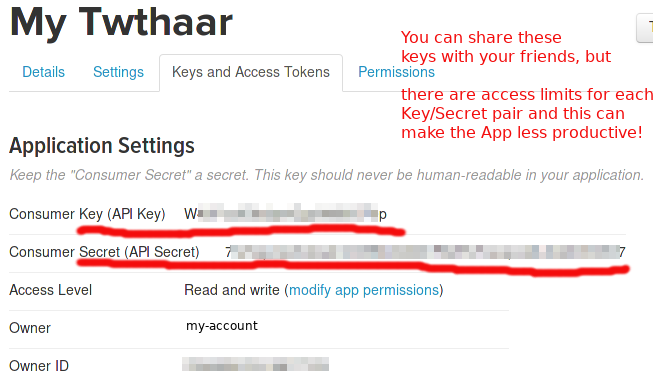 My Twthaar
You can share these
keys with your friends, but
there are access limits for each
Key/Secret pair and this can
make the App less productive!
Details Settings Keys and Access Tokens Permissions
Application Settings
Keep the "Consumer Secret" a secret. This key should never be human-readable in your application.
Consumer Key (API Key) W p
Consumer Secret (API Secret) 7 7
Access Level Read and write (modify app permissions)
Owner my-account
Owner ID